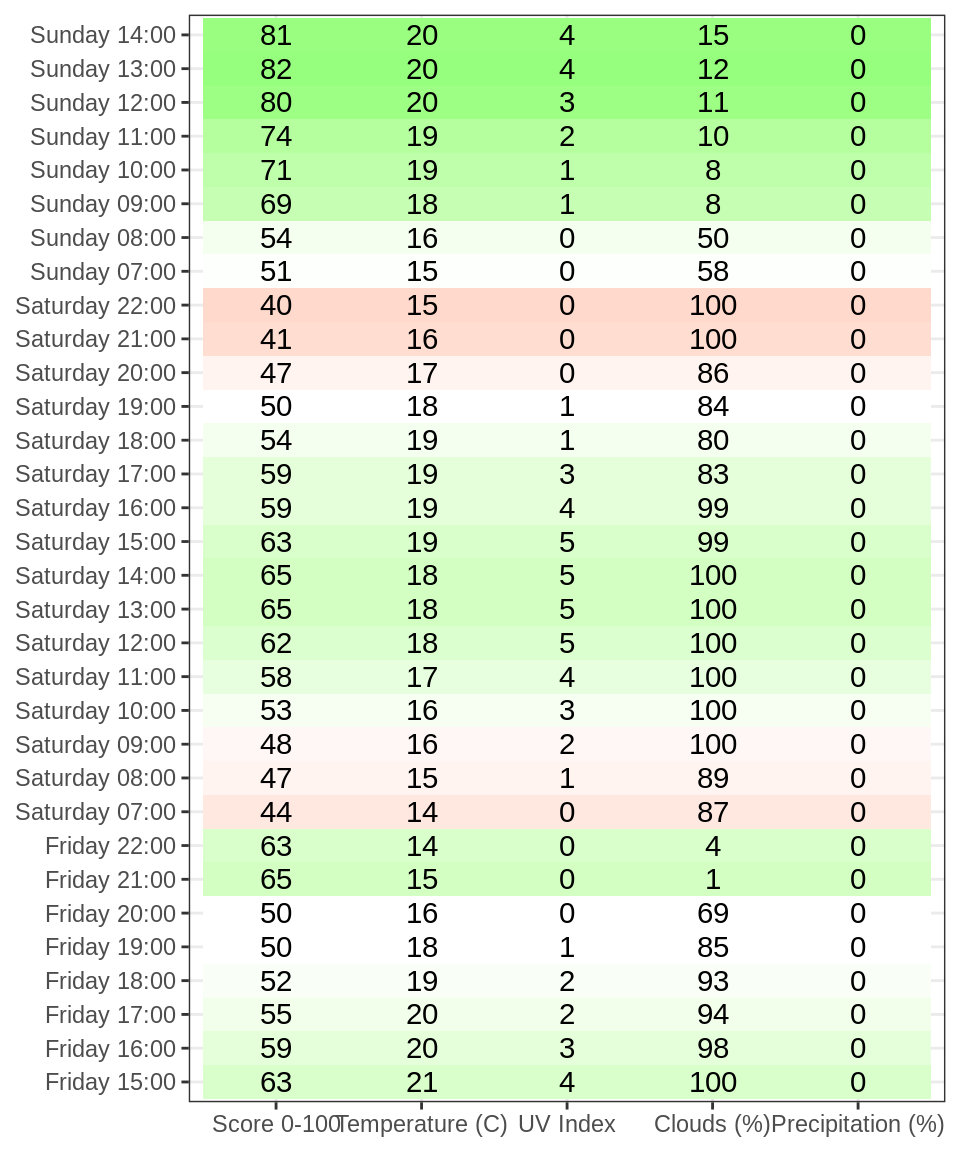 Sunday 14:00 81 20 4 15 0
Sunday 13:00 82 20 4 12 0
Sunday 12:00 80 20 3 11 0
Sunday 11:00 74 19 2 10 0
Sunday 10:00 71 19 1 8 0
Sunday 09:00 69 18 1 8 0
Sunday 08:00 54 16 0 50 0
Sunday 07:00 51 15 0 58 0
Saturday 22:00 40 15 0 100 0
Saturday 21:00 41 16 0 100 0
Saturday 20:00 47 17 0 86 0
Saturday 19:00 50 18 1 84 0
Saturday 18:00 54 19 1 80 0
Saturday 17:00 59 19 3 83 0
Saturday 16:00 59 19 4 99 0
Saturday 15:00 63 19 5 99 0
Saturday 14:00 65 18 5 100 0
Saturday 13:00 65 18 5 100 0
Saturday 12:00 62 18 5 100 0
Saturday 11:00 58 17 4 100 0
Saturday 10:00 53 16 3 100 0
Saturday 09:00 48 16 2 100 0
Saturday 08:00 47 15 1 89 0
Saturday 07:00 44 14 0 87 0
Friday 22:00 63 14 0 4 0
Friday 21:00 65 15 0 1 0
Friday 20:00 50 16 0 69 0
Friday 19:00 50 18 1 85 0
Friday 18:00 52 19 2 93 0
Friday 17:00 55 20 2 94 0
Friday 16:00 59 20 3 98 0
Friday 15:00 63 21 4 100 0
Score 0-100 Temperature (C) UV Index Clouds (%) Precipitation (%)